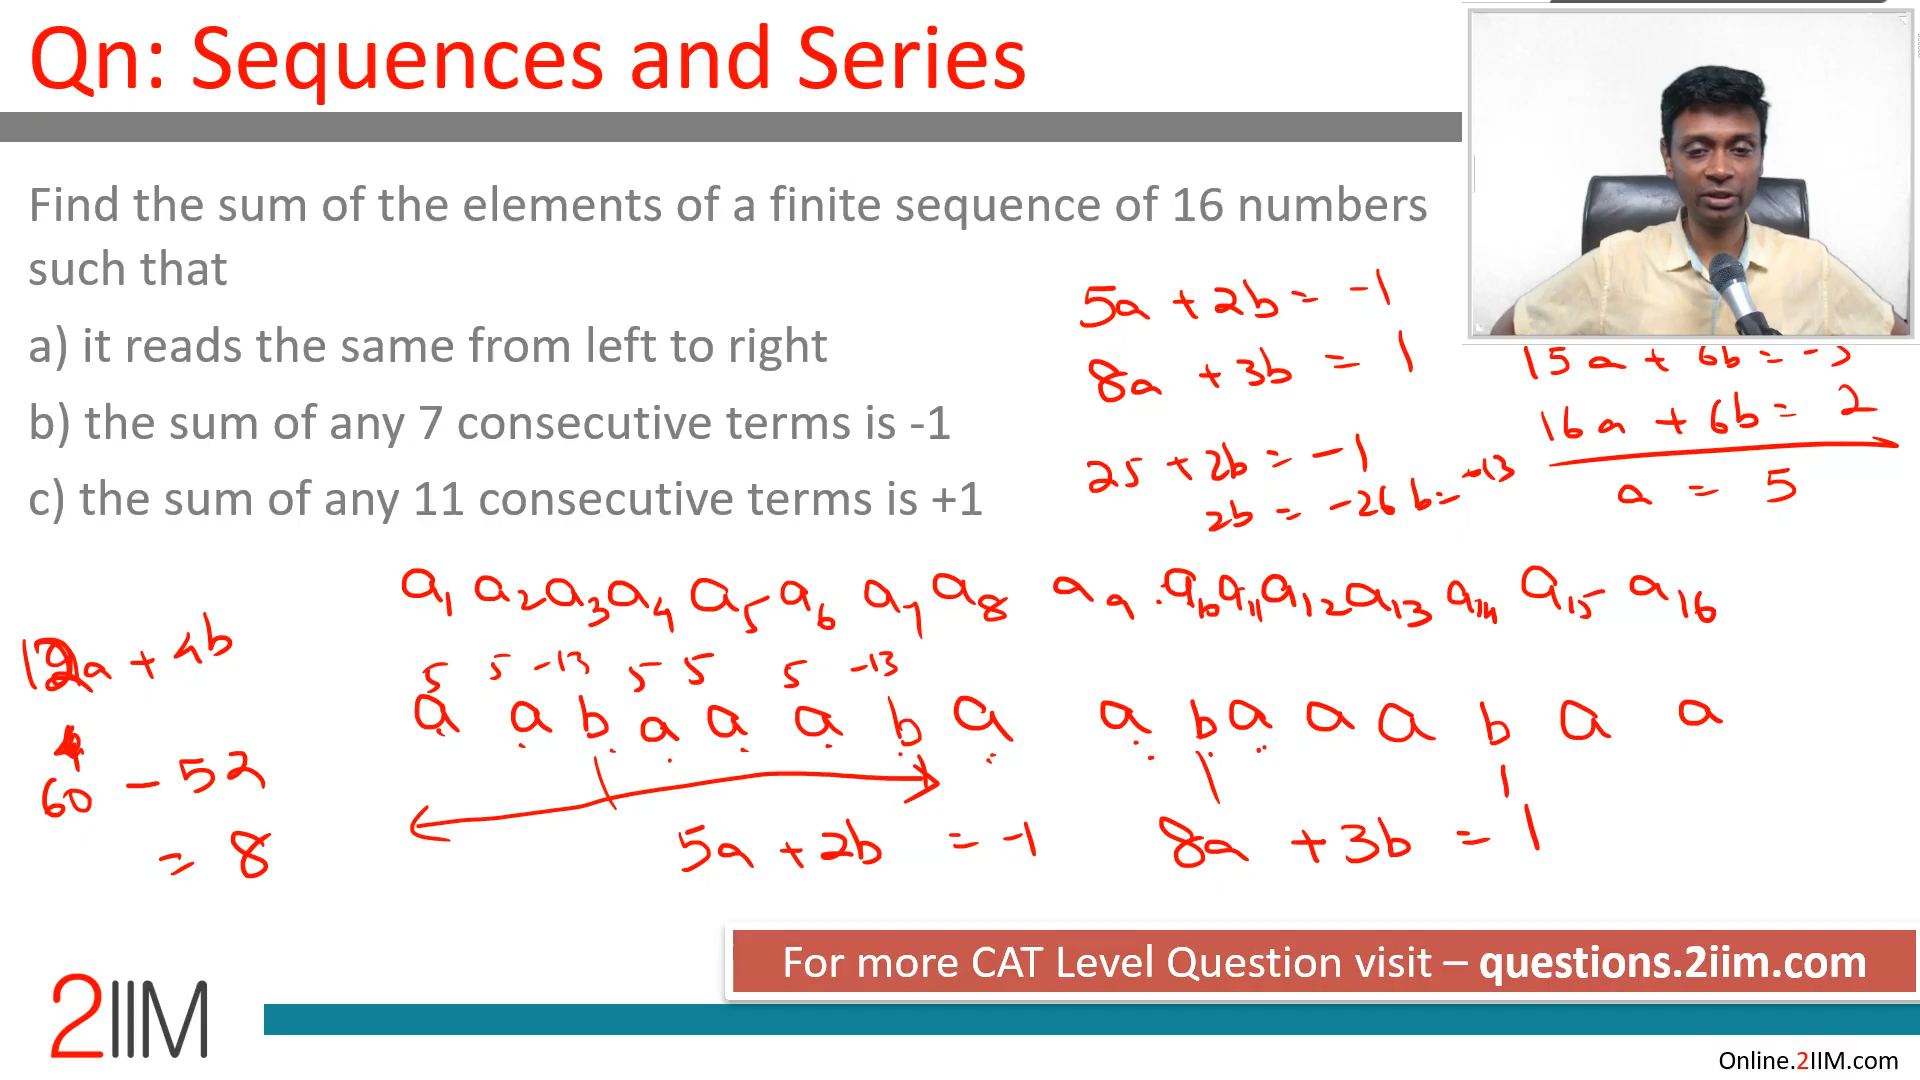 Qn: Sequences and Series
Find the sum of the elements of a finite sequence of 16 numbers
such that
a) it reads the same from left to right
b) the sum of any 7 consecutive terms is -1
c) the sum of any 11 consecutive terms is +1
5a + 2b = -1
8a + 3b = 1
25 + 2b = -1
2b = -26 b = -13
15a + 6b = -3
16a + 6b = 2
a = 5
a1 a2 a3 a4 a5 a6 a7 a8 a9 a10 a11 a12 a13 a14 a15 a16
5 5 -13 5 5 5 -13
a a b a a a b a a b a a a b a a
5a + 2b = -1
8a + 3b = 1
12a + 4b
60 - 52
= 8
For more CAT Level Question visit – questions.2iim.com
2IIM
Online.2IIM.com